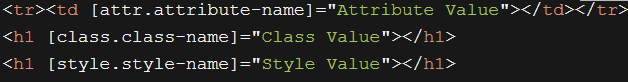 <tr><td [attr.attribute-name]="Attribute Value"></td></tr>
<h1 [class.class-name]="Class Value"></h1>
<h1 [style.style-name]="Style Value"></h1>